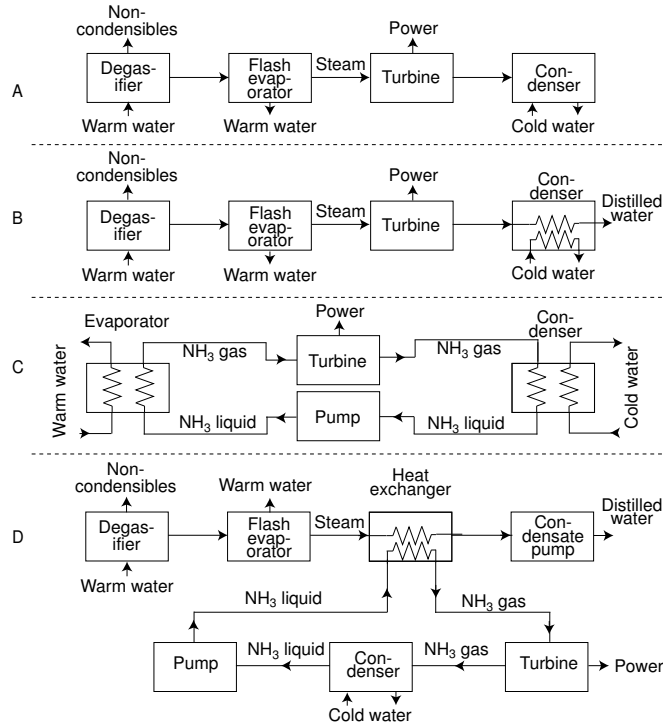 Non-
condensibles
Power
A
Degas-
ifier
Flash
evap-
orator
Steam
Turbine
Con-
denser
Warm water
Warm water
Cold water
Non-
condensibles
Power
Con-
denser
B
Degas-
ifier
Flash
evap-
orator
Steam
Turbine
Distilled
water
Warm water
Warm water
Cold water
Evaporator
Power
Con-
denser
C
Warm water
NH3 gas
Turbine
NH3 gas
Cold water
NH3 liquid
Pump
NH3 liquid
Non-
condensibles
Warm water
Heat
exchanger
D
Degas-
ifier
Flash
evap-
orator
Steam
Con-
densate
pump
Distilled
water
Warm water
NH3 liquid
NH3 gas
Pump
NH3 liquid
Con-
denser
NH3 gas
Turbine
Power
Cold water